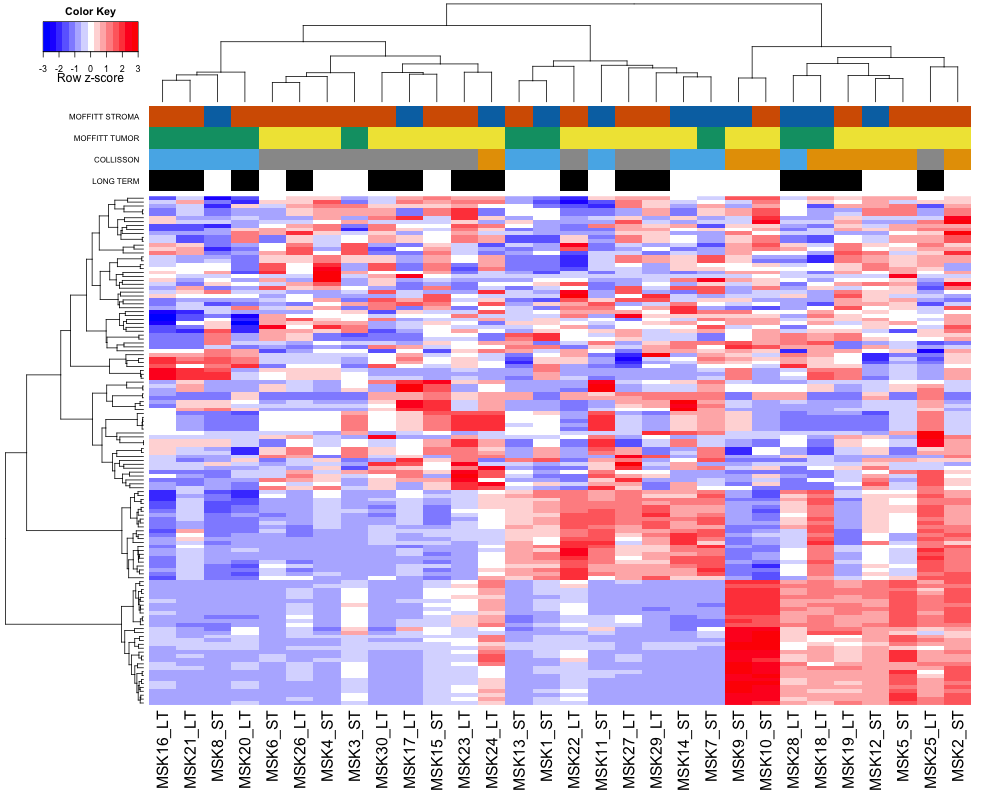 Color Key
-3 -2 -1 0 1 2 3
Row z-score
MOFFITT STROMA
MOFFITT TUMOR
COLLISSON
LONG TERM
MSK16_LT
MSK21_LT
MSK8_ST
MSK20_LT
MSK6_ST
MSK26_LT
MSK4_ST
MSK3_ST
MSK30_LT
MSK17_LT
MSK15_ST
MSK23_LT
MSK24_LT
MSK13_ST
MSK1_ST
MSK22_LT
MSK11_ST
MSK27_LT
MSK29_LT
MSK14_ST
MSK7_ST
MSK9_ST
MSK10_ST
MSK28_LT
MSK18_LT
MSK19_LT
MSK12_ST
MSK5_ST
MSK25_LT
MSK2_ST